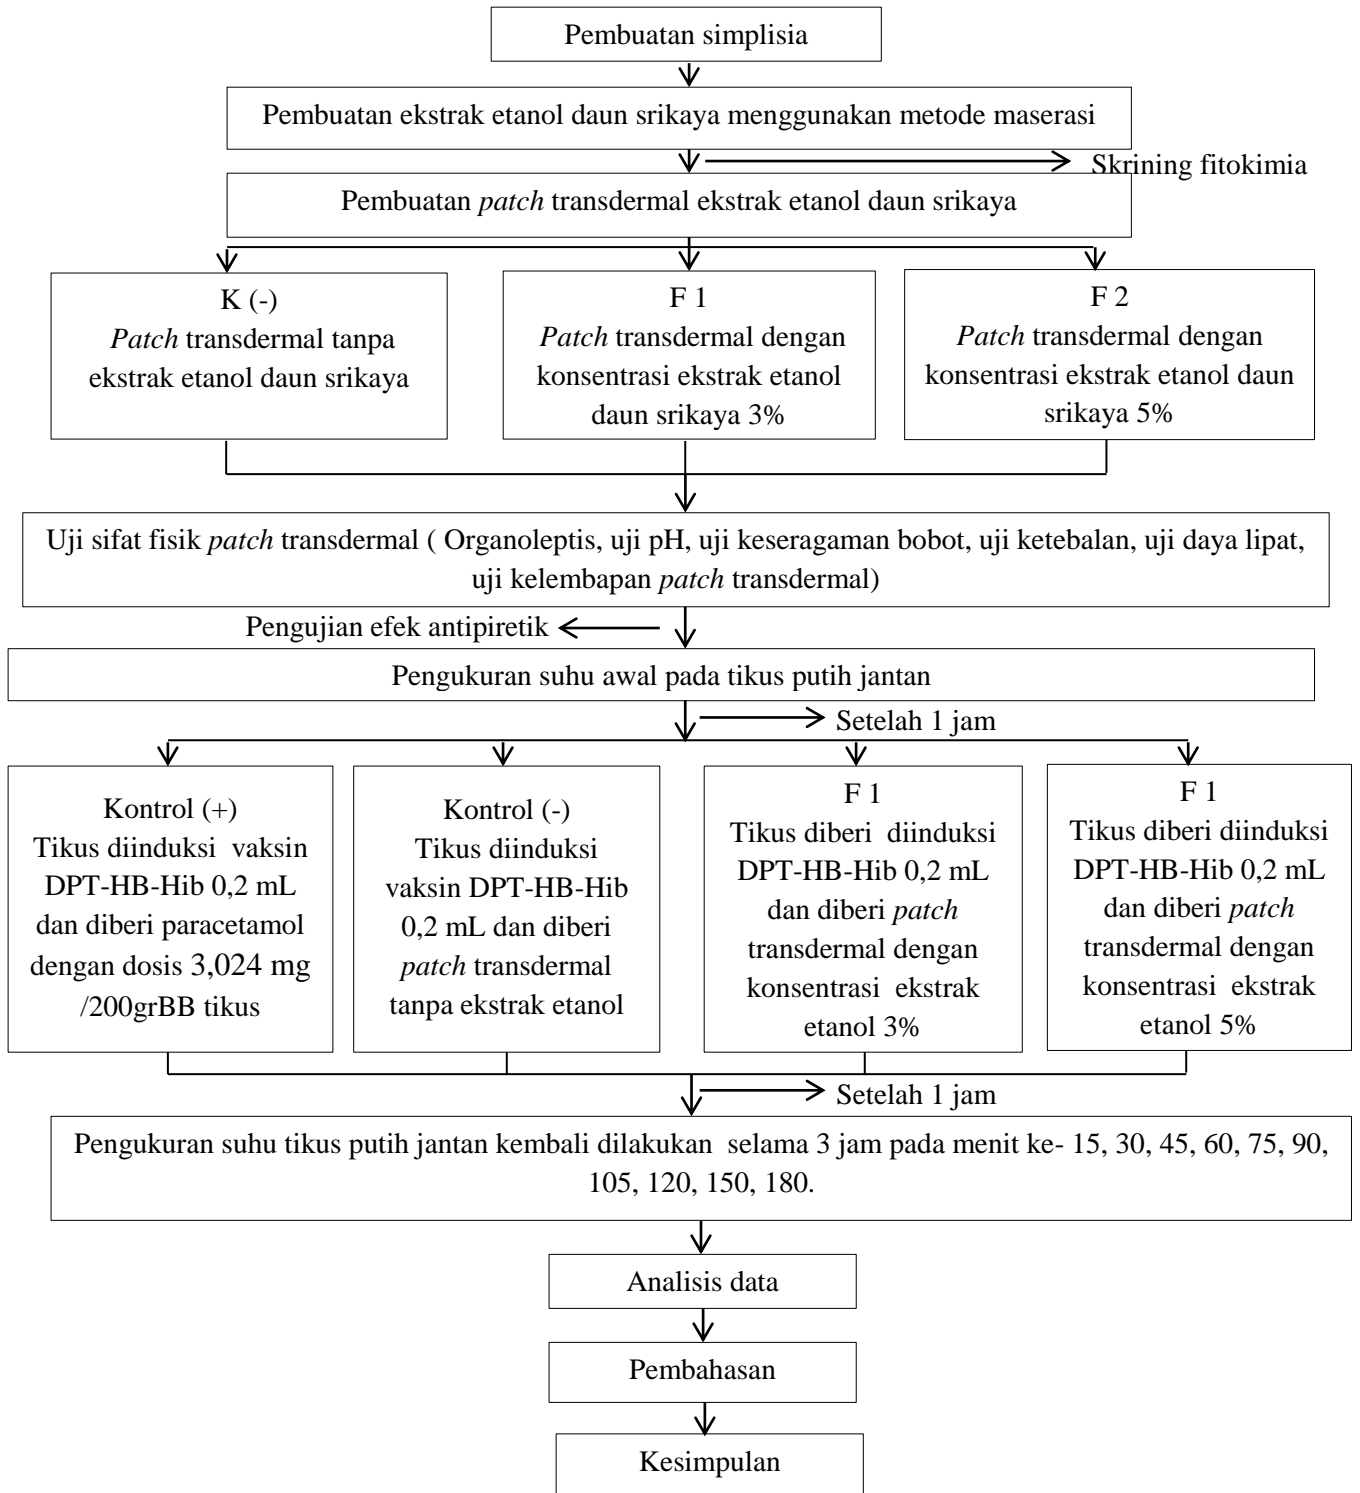 Pembuatan simplisia
Pembuatan ekstrak etanol daun srikaya menggunakan metode maserasi
Skrining fitokimia
Pembuatan patch transdermal ekstrak etanol daun srikaya
K (-)
Patch transdermal tanpa
ekstrak etanol daun srikaya
F 1
Patch transdermal dengan
konsentrasi ekstrak etanol
daun srikaya 3%
F 2
Patch transdermal dengan
konsentrasi ekstrak etanol daun
srikaya 5%
Uji sifat fisik patch transdermal ( Organoleptis, uji pH, uji keseragaman bobot, uji ketebalan, uji daya lipat,
uji kelembapan patch transdermal)
Pengujian efek antipiretik
Pengukuran suhu awal pada tikus putih jantan
Setelah 1 jam
Kontrol (+)
Tikus diinduksi vaksin
DPT-HB-Hib 0,2 mL
dan diberi paracetamol
dengan dosis 3,024 mg
/200grBB tikus
Kontrol (-)
Tikus diinduksi
vaksin DPT-HB-Hib
0,2 mL dan diberi
patch transdermal
tanpa ekstrak etanol
F 1
Tikus diberi diinduksi
DPT-HB-Hib 0,2 mL
dan diberi patch
transdermal dengan
konsentrasi ekstrak
etanol 3%
F 1
Tikus diberi diinduksi
DPT-HB-Hib 0,2 mL
dan diberi patch
transdermal dengan
konsentrasi ekstrak
etanol 5%
Setelah 1 jam
Pengukuran suhu tikus putih jantan kembali dilakukan selama 3 jam pada menit ke- 15, 30, 45, 60, 75, 90,
105, 120, 150, 180.
Analisis data
Pembahasan
Kesimpulan